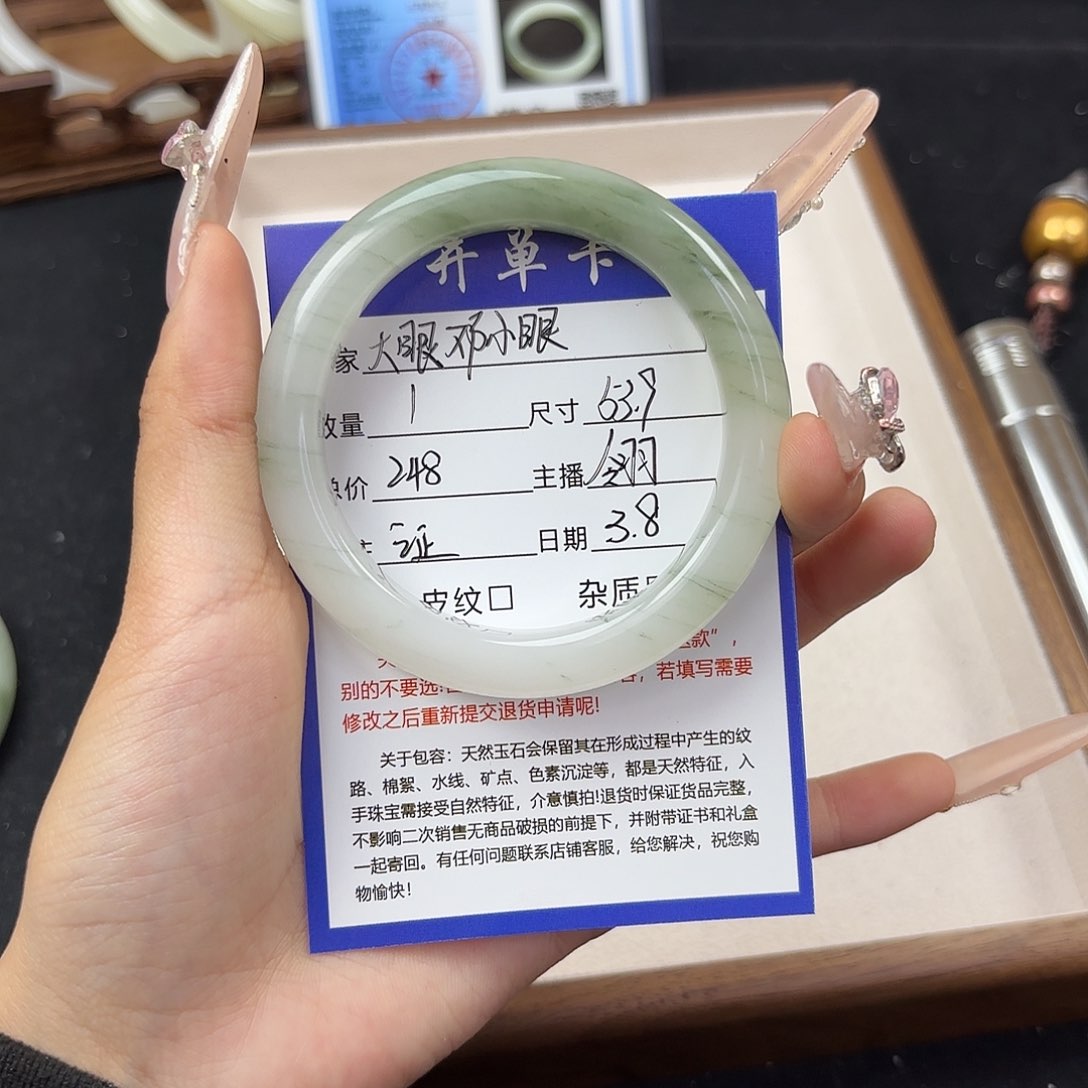 开单卡
家 大眼邓小眼
数量 1 尺寸 53.7
总价 248 主播 翎
证 日期 3.8
皮纹口 杂质
款”，
别的不要选! 若填写需要
修改之后重新提交退货申请呢!
关于包容：天然玉石会保留其在形成过程中产生的纹
路、棉絮、水线、矿点、色素沉淀等，都是天然特征，入
手珠宝需接受自然特征，介意慎拍!退货时保证货品完整，
不影响二次销售无商品破损的前提下，并附带证书和礼盒
一起寄回。有任何问题联系店铺客服，给您解决，祝您购
物愉快!